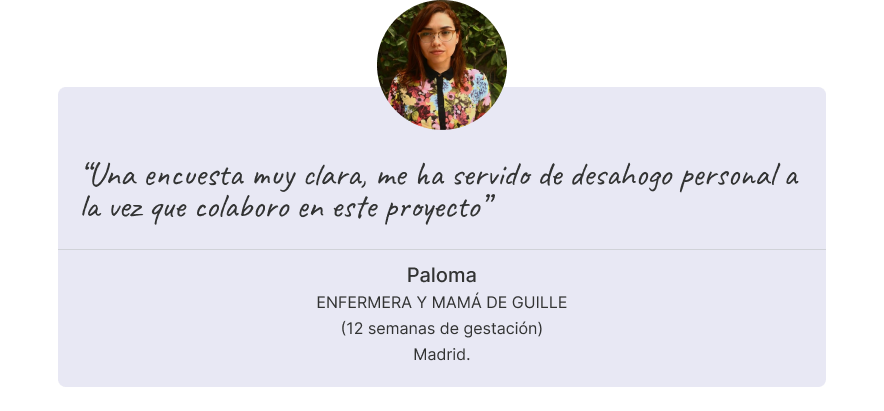 “Una encuesta muy clara, me ha servido de desahogo personal a
la vez que colaboro en este proyecto”
Paloma
ENFERMERA Y MAMÁ DE GUILLE
(12 semanas de gestación)
Madrid.